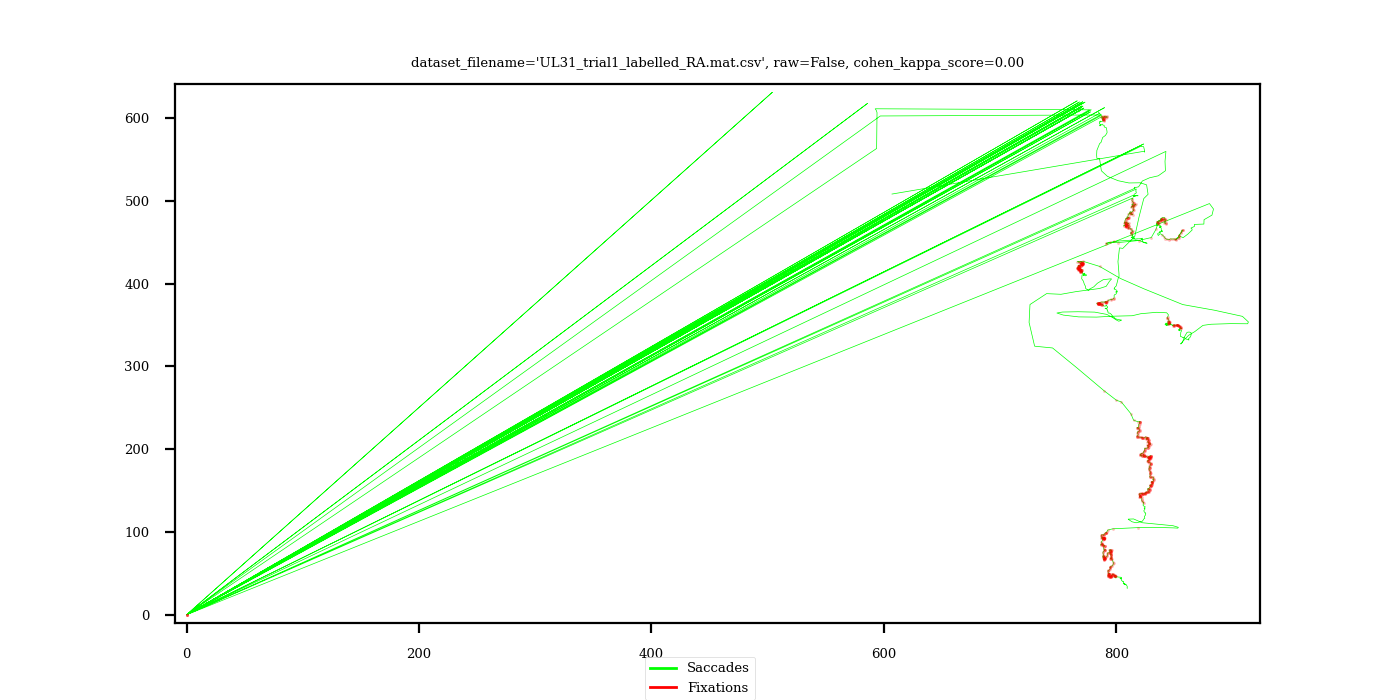 dataset_filename='UL31_trial1_labelled_RA.mat.csv', raw=False, cohen_kappa_score=0.00
600
500
400
300
200
100
0
0 200 400 600 800
Saccades
Fixations